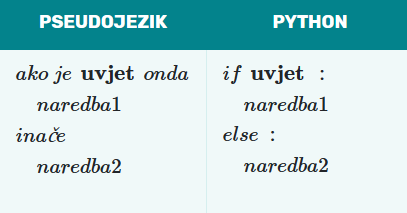 PSEUDOJEZIK PYTHON
ako je uvjet onda if uvjet :
naredba1 naredba1
inače else :
naredba2 naredba2